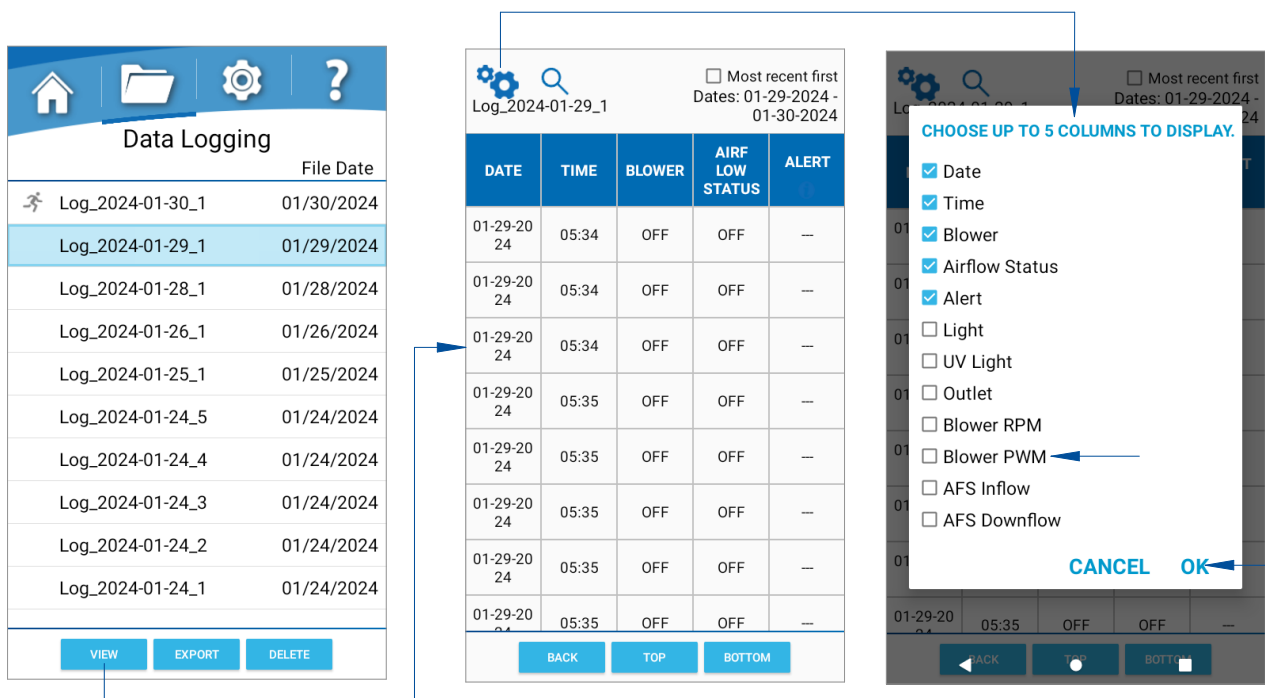 Data Logging
File Date
Log_2024-01-30_1 01/30/2024
Log_2024-01-29_1 01/29/2024
Log_2024-01-28_1 01/28/2024
Log_2024-01-26_1 01/26/2024
Log_2024-01-25_1 01/25/2024
Log_2024-01-24_5 01/24/2024
Log_2024-01-24_4 01/24/2024
Log_2024-01-24_3 01/24/2024
Log_2024-01-24_2 01/24/2024
Log_2024-01-24_1 01/24/2024
VIEW EXPORT DELETE
Most recent first
Log_2024-01-29_1 Dates: 01-29-2024 -
01-30-2024
DATE TIME BLOWER AIRF
LOW
STATUS ALERT
01-29-20
24 05:34 OFF OFF ---
01-29-20
24 05:34 OFF OFF ---
01-29-20
24 05:34 OFF OFF ---
01-29-20
24 05:35 OFF OFF ---
01-29-20
24 05:35 OFF OFF ---
01-29-20
24 05:35 OFF OFF ---
01-29-20
24 05:35 OFF OFF ---
01-29-20
24 05:35 OFF OFF ---
BACK TOP BOTTOM
Most recent first
Dates: 01-29-2024 -
24
CHOOSE UP TO 5 COLUMNS TO DISPLAY.
Date
Time
Blower
Airflow Status
Alert
Light
UV Light
Outlet
Blower RPM
Blower PWM
AFS Inflow
AFS Downflow
CANCEL OK
01-29-20
24 05:35 OFF OFF ---
BACK TOP BOTTOM